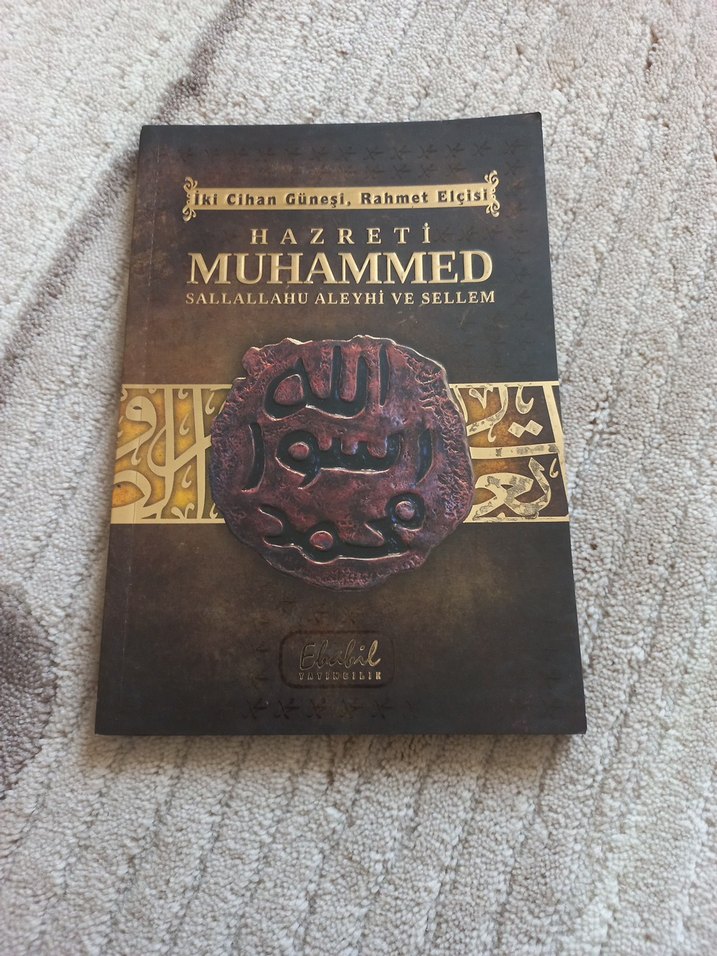 İki Cihan Güneşi, Rahmet Elçisi
HAZRETİ
MUHAMMED
SALLALLAHU ALEYHİ VE SELLEM
الله
رسول
محمد
Ebabil
YAYINCILIK